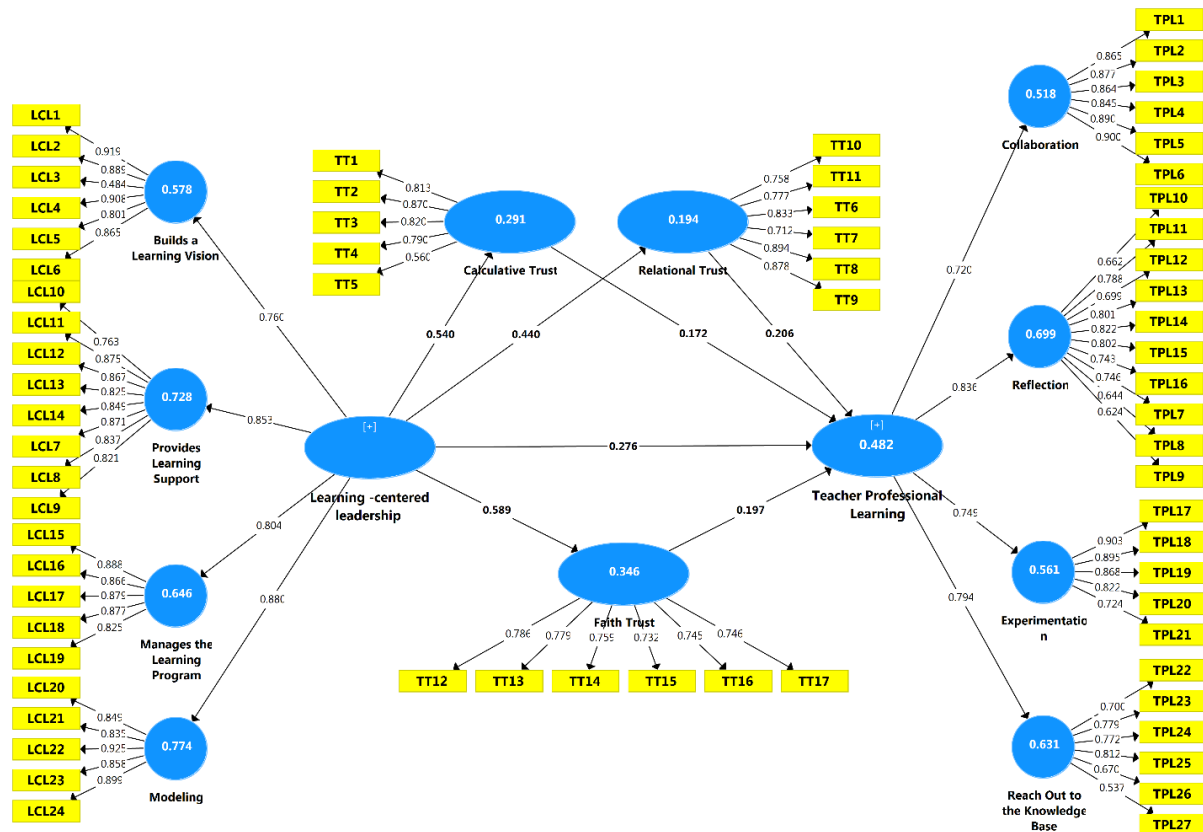 LCL1
LCL2
LCL3
LCL4
LCL5
LCL6
0.919
0.889
0.484
0.908
0.801
0.865
0.578
Builds a
Learning Vision
LCL10
LCL11
LCL12
LCL13
LCL14
LCL7
LCL8
LCL9
0.763
0.875
0.867
0.825
0.849
0.871
0.837
0.821
0.728
Provides
Learning
Support
LCL15
LCL16
LCL17
LCL18
LCL19
0.888
0.866
0.879
0.877
0.825
0.646
Manages the
Learning
Program
LCL20
LCL21
LCL22
LCL23
LCL24
0.849
0.835
0.925
0.858
0.899
0.774
Modeling
0.760
0.853
0.804
0.880
[+]
Learning -centered
leadership
TT1
TT2
TT3
TT4
TT5
0.813
0.870
0.820
0.790
0.560
0.291
Calculative Trust
0.194
Relational Trust
TT10
TT11
TT6
TT7
TT8
TT9
0.758
0.777
0.833
0.712
0.894
0.878
0.540
0.440
0.172
0.206
0.276
0.589
0.197
0.346
Faith Trust
0.786
0.779
0.755
0.732
0.745
0.746
TT12
TT13
TT14
TT15
TT16
TT17
[+]
0.482
Teacher Professional
Learning
0.720
0.836
0.749
0.794
0.518
Collaboration
0.865
0.877
0.864
0.845
0.890
0.900
TPL1
TPL2
TPL3
TPL4
TPL5
TPL6
0.699
Reflection
0.662
0.788
0.699
0.801
0.822
0.802
0.743
0.746
0.644
0.624
TPL10
TPL11
TPL12
TPL13
TPL14
TPL15
TPL16
TPL7
TPL8
TPL9
0.561
Experimentatio
n
0.903
0.895
0.868
0.822
0.724
TPL17
TPL18
TPL19
TPL20
TPL21
0.631
Reach Out to
the Knowledge
Base
0.700
0.779
0.772
0.812
0.670
0.537
TPL22
TPL23
TPL24
TPL25
TPL26
TPL27